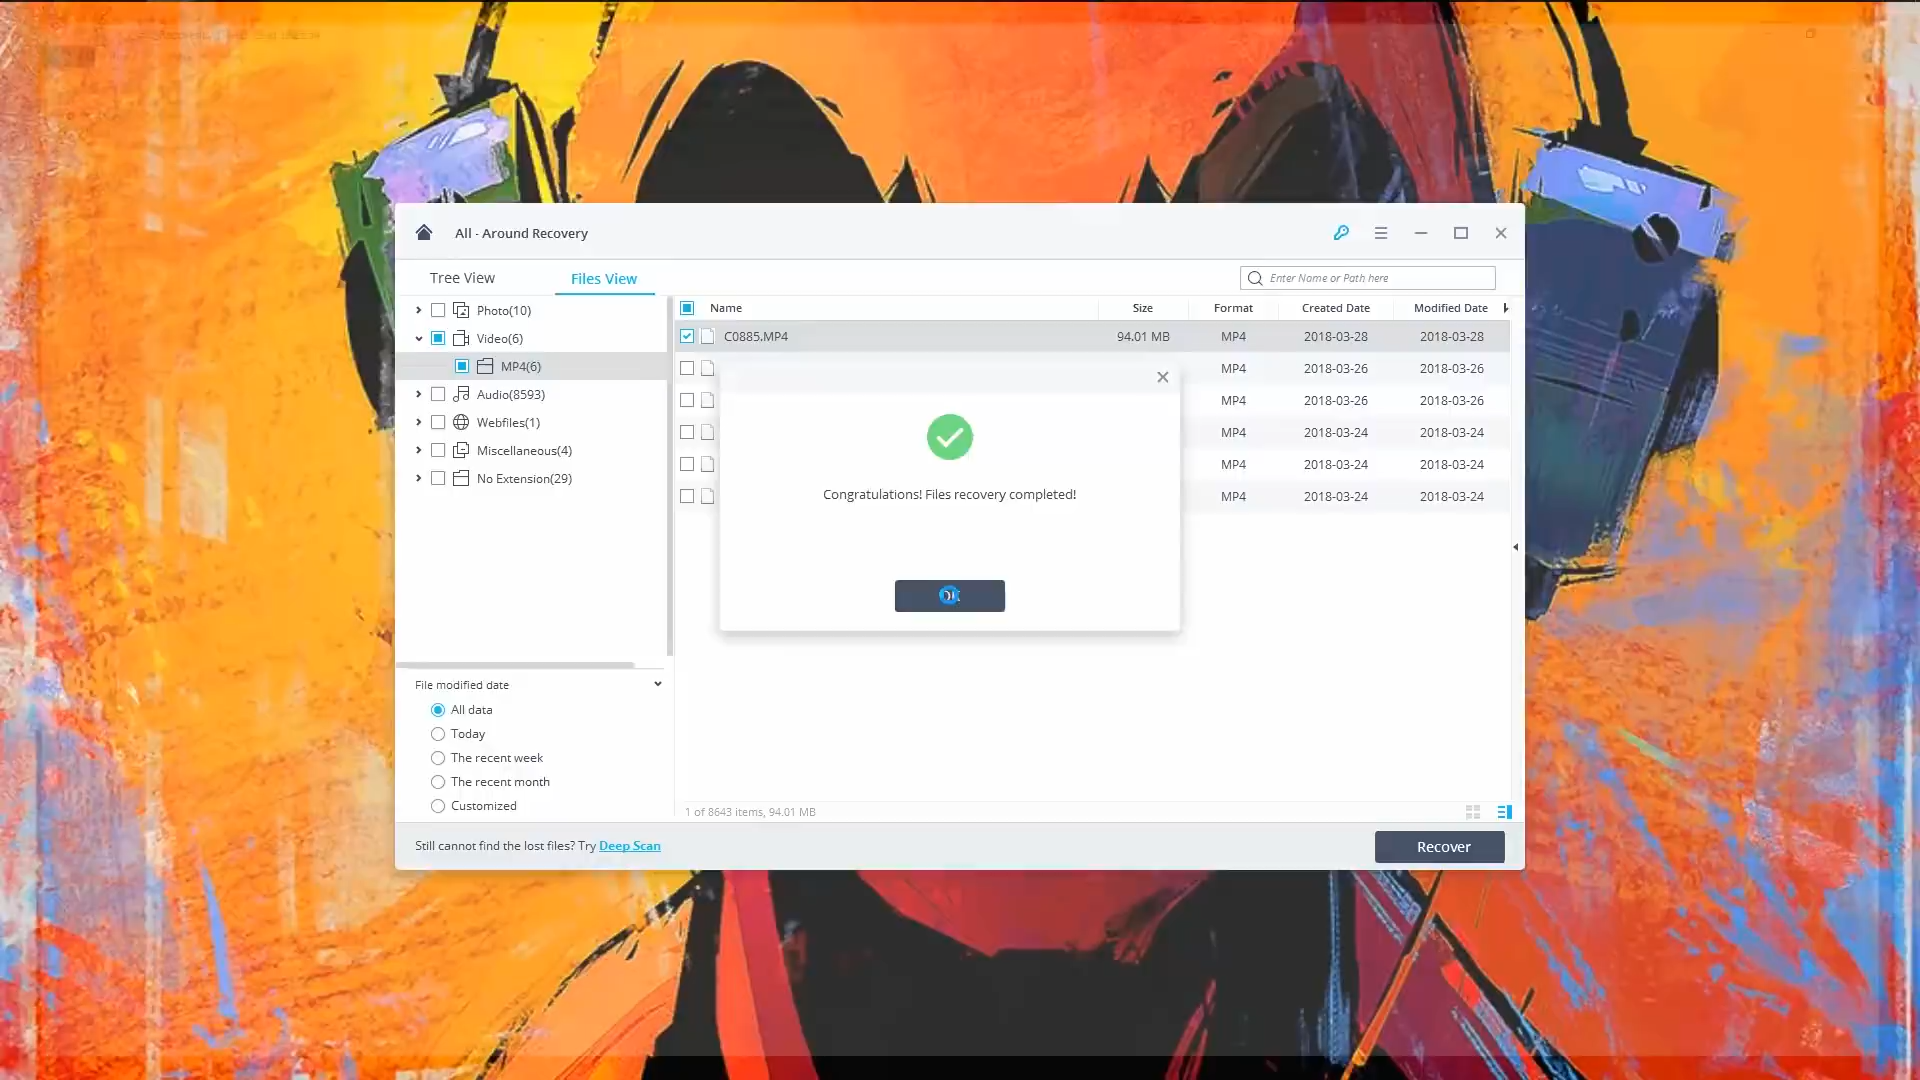 All - Around Recovery
Tree View
Files View
Enter Name or Path here
Photo(10)
Video(6)
MP4(6)
Audio(8593)
Webfiles(1)
Miscellaneous(4)
No Extension(29)
Name Size Format Created Date Modified Date
C0885.MP4 94.01 MB MP4 2018-03-28 2018-03-28
MP4 2018-03-26 2018-03-26
MP4 2018-03-26 2018-03-26
MP4 2018-03-24 2018-03-24
MP4 2018-03-24 2018-03-24
MP4 2018-03-24 2018-03-24
Congratulations! Files recovery completed!
File modified date
All data
Today
The recent week
The recent month
Customized
1 of 8643 items, 94.01 MB
Still cannot find the lost files? Try Deep Scan
Recover